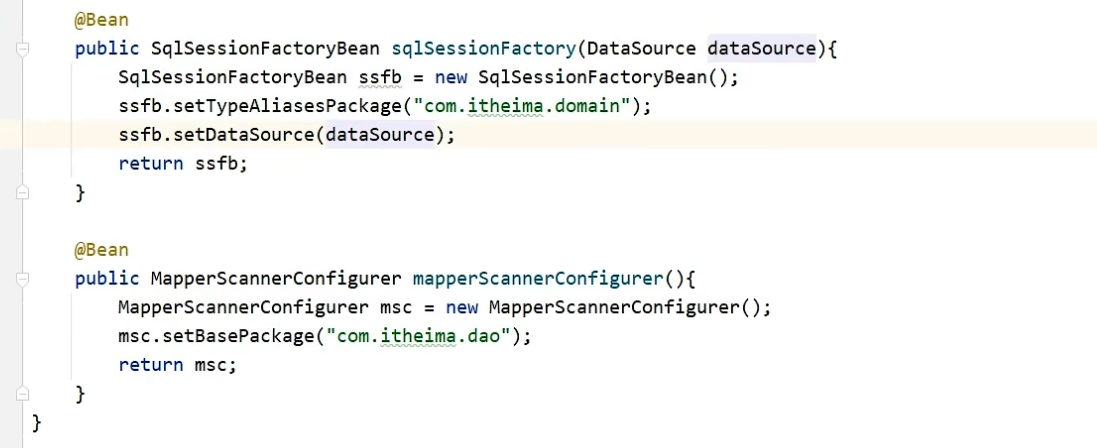 @Bean
public SqlSessionFactoryBean sqlSessionFactory(DataSource dataSource){
    SqlSessionFactoryBean ssfb = new SqlSessionFactoryBean();
    ssfb.setTypeAliasesPackage("com.itheima.domain");
    ssfb.setDataSource(dataSource);
    return ssfb;
}
@Bean
public MapperScannerConfigurer mapperScannerConfigurer(){
    MapperScannerConfigurer msc = new MapperScannerConfigurer();
    msc.setBasePackage("com.itheima.dao");
    return msc;
}
}